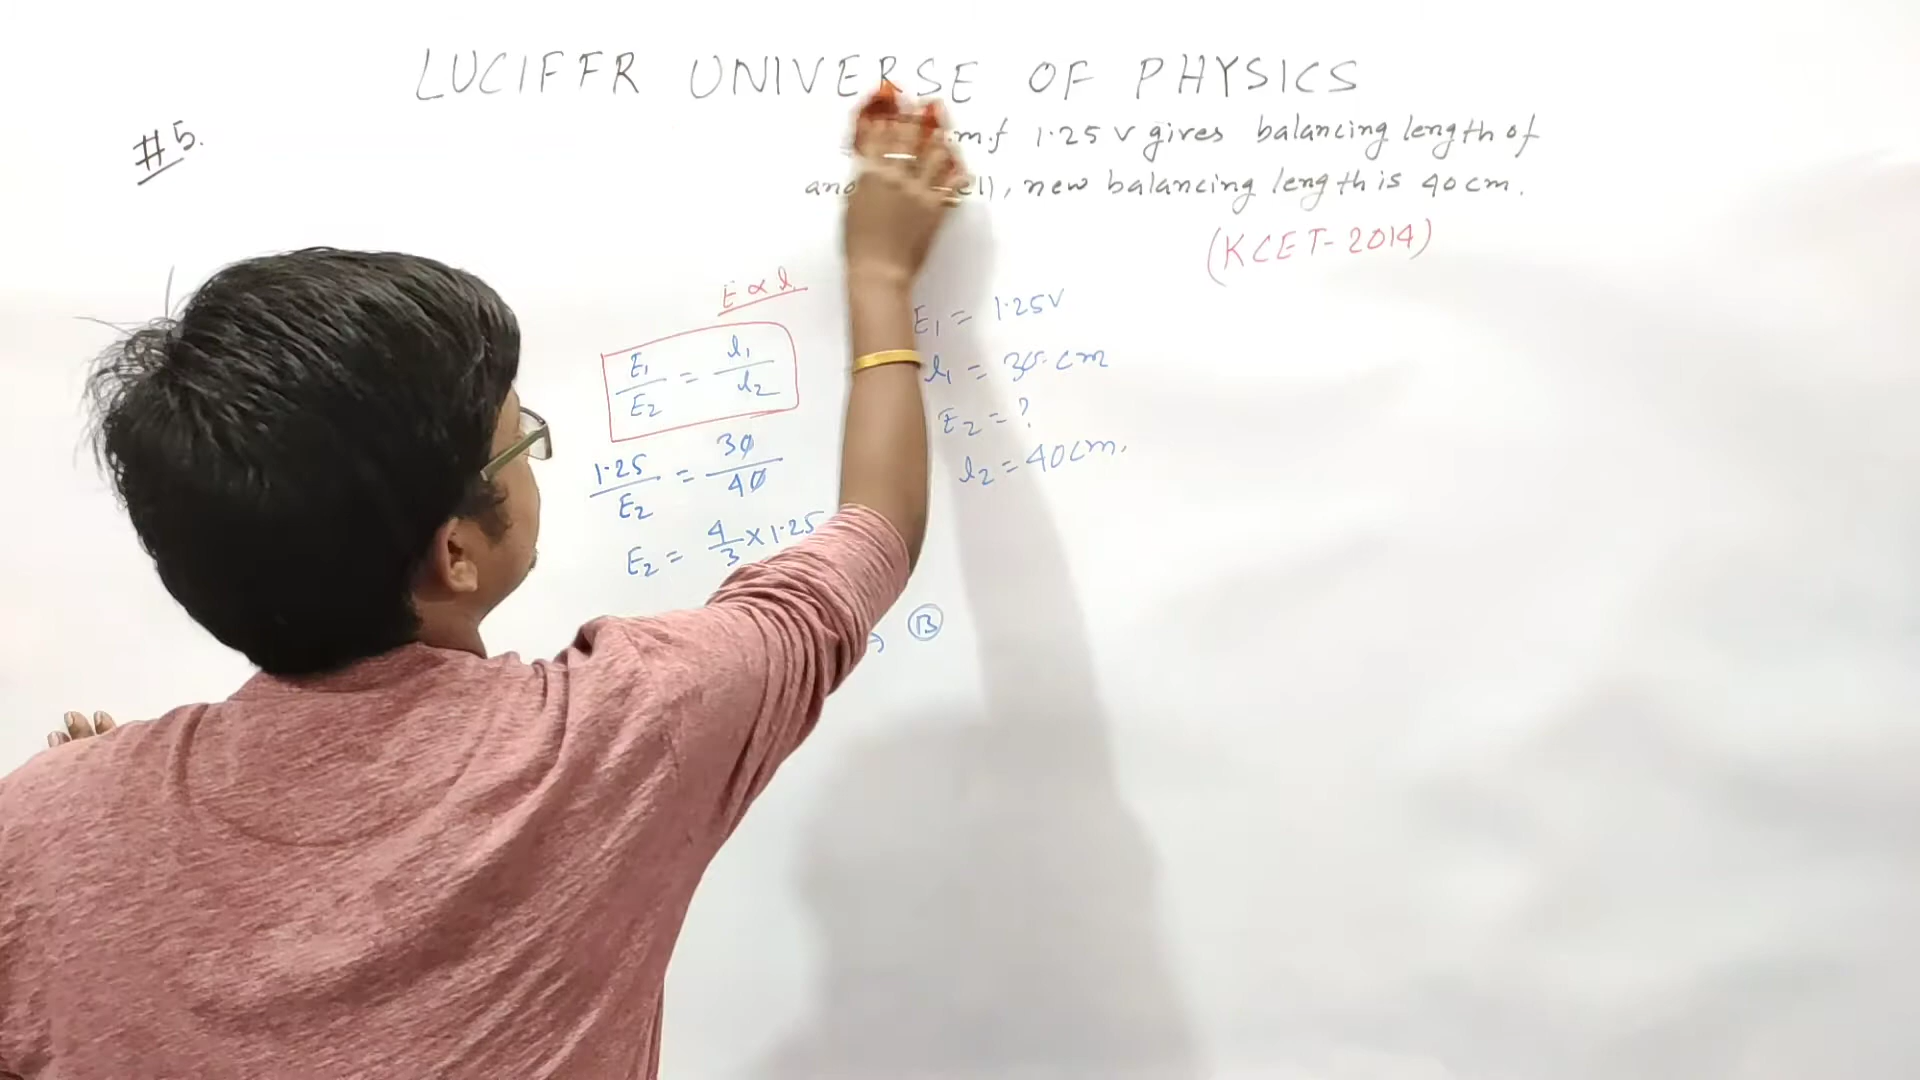 LUCIFFR UNIVERSE OF PHYSICS
#5.
.m.f 1.25 V gives balancing length of
new balancing length is 40 cm.
(KCET-2014)
E ∝ l
E₁/E₂ = l₁/l₂
1.25/E₂ = 30/40
E₂ = 4/3 × 1.25
E₁ = 1.25V
l₁ = 30 cm
E₂ = ?
l₂ = 40cm.
B